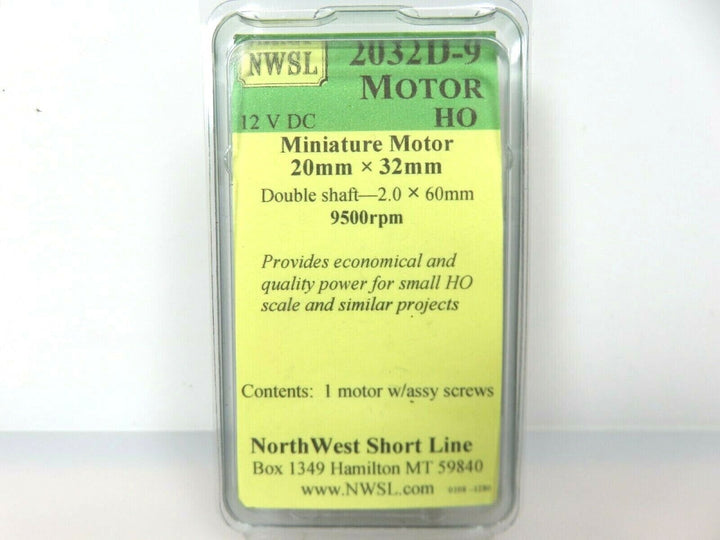 NWSL
2032D-9
MOTOR
12 V DC
HO
Miniature Motor
20mm × 32mm
Double shaft—2.0 × 60mm
9500rpm
Provides economical and
quality power for small HO
scale and similar projects
Contents: 1 motor w/assy screws
NorthWest Short Line
Box 1349 Hamilton MT 59840
www.NWSL.com